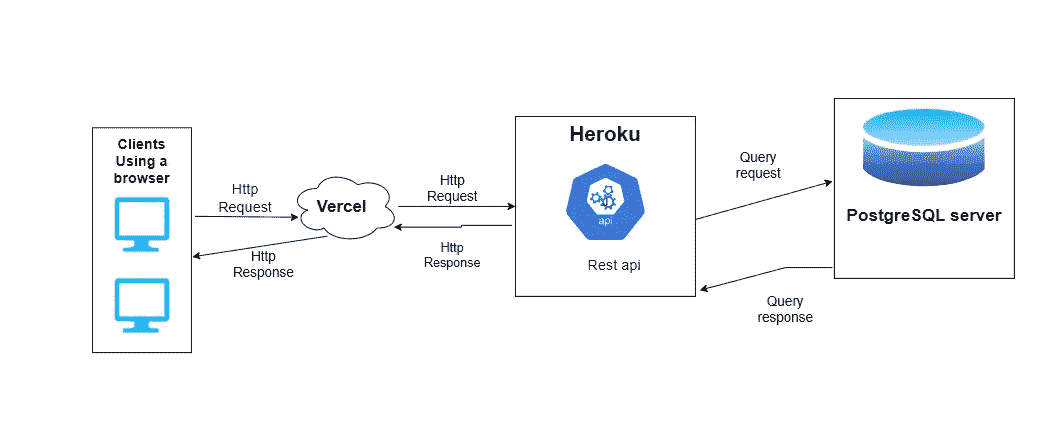 Clients
Using a
browser
Http
Request
Http
Response
Vercel
Http
Request
Http
Response
Heroku
api
Rest api
Query
request
Query
response
PostgreSQL server